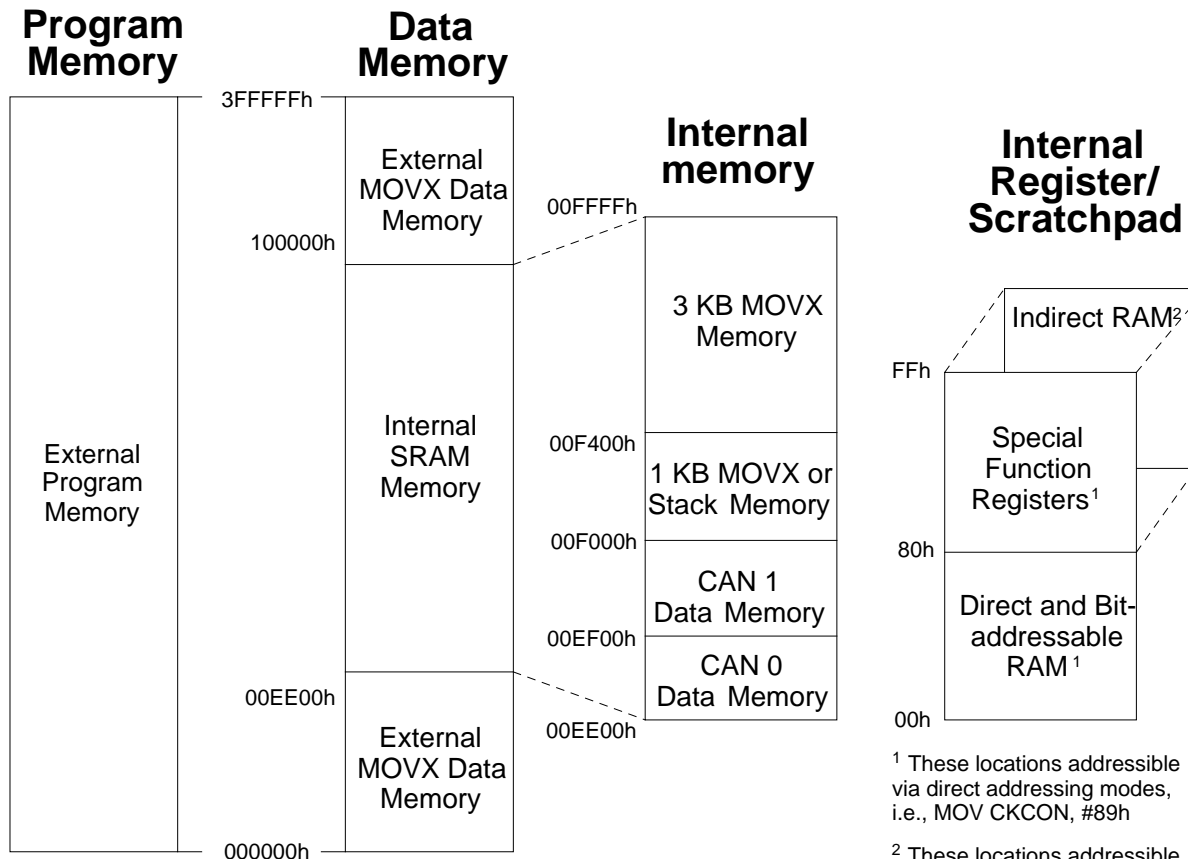 Program
Memory
Data
Memory
Internal
memory
Internal
Register/
Scratchpad
3FFFFFh
External
MOVX Data
Memory
100000h
00FFFFh
3 KB MOVX
Memory
Indirect RAM2
FFh
External
Program
Memory
Internal
SRAM
Memory
00F400h
1 KB MOVX or
Stack Memory
00F000h
Special
Function
Registers1
80h
CAN 1
Data Memory
00EF00h
CAN 0
Data Memory
00EE00h
00EE00h
Direct and Bit-
addressable
RAM 1
00h
External
MOVX Data
Memory
000000h
1 These locations addressible
via direct addressing modes,
i.e., MOV CKCON, #89h
2 These locations addressible